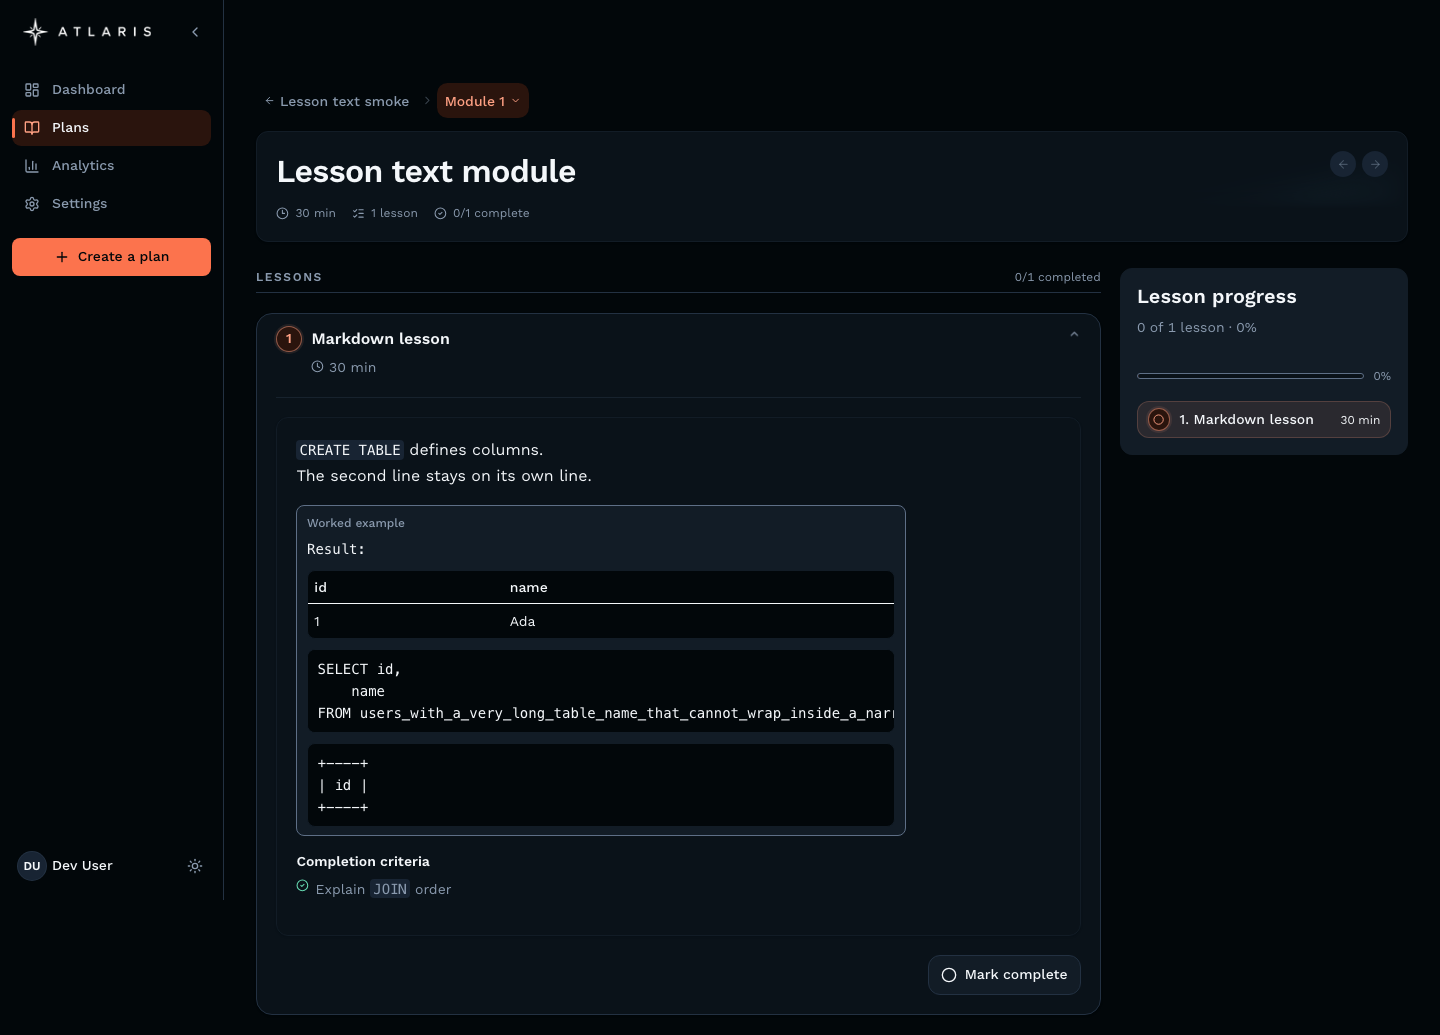 ATLARIS
Dashboard
Plans
Analytics
Settings
Create a plan
DU Dev User
Lesson text smoke
Module 1
Lesson text module
30 min 1 lesson 0/1 complete
LESSONS 0/1 completed
1 Markdown lesson
30 min
CREATE TABLE defines columns.
The second line stays on its own line.
Worked example
Result:
id name
1 Ada
SELECT id,
    name
FROM users_with_a_very_long_table_name_that_cannot_wrap_inside_a_narr
+----+
| id |
+----+
Completion criteria
Explain JOIN order
Mark complete
Lesson progress
0 of 1 lesson · 0%
0%
1. Markdown lesson 30 min